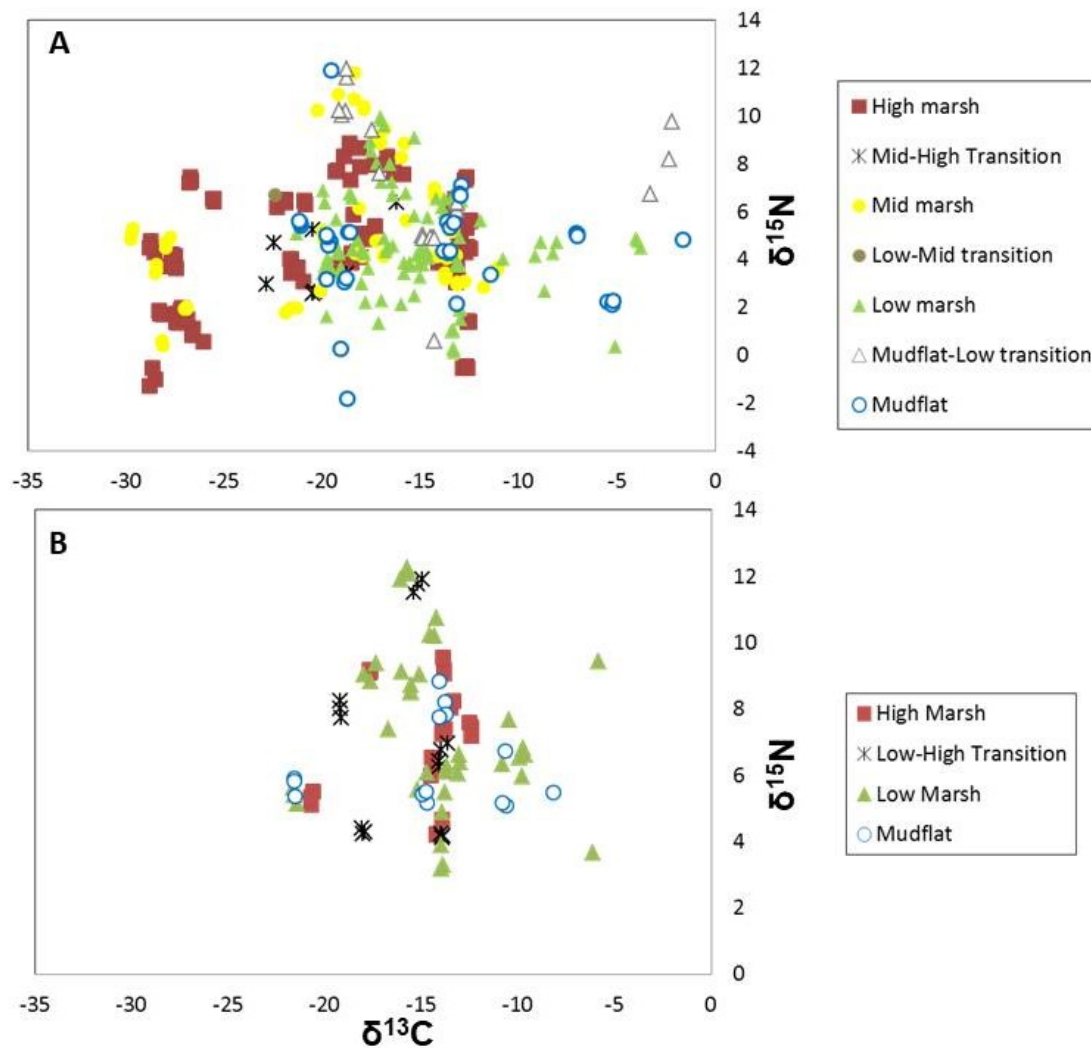 A
14
12
10
8
6
4
2
0
-2
-4
δ15N
-35 -30 -25 -20 -15 -10 -5 0
High marsh
Mid-High Transition
Mid marsh
Low-Mid transition
Low marsh
Mudflat-Low transition
Mudflat
B
14
12
10
8
6
4
2
0
δ15N
-35 -30 -25 -20 -15 -10 -5 0
δ13C
High Marsh
Low-High Transition
Low Marsh
Mudflat